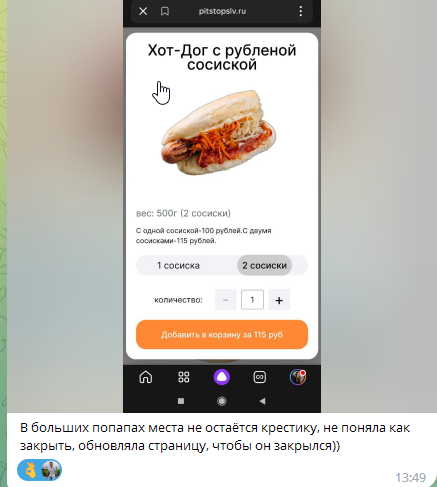 pitstopslv.ru
Хот-Дог с рубленой
сосиской
вес: 500г (2 сосиски)
С одной сосиской-100 рублей.С двумя
сосисками-115 рублей.
1 сосиска
2 сосиски
количество:
−
1
+
Добавить в корзину за 115 руб
В больших попапах места не остаётся крестику, не поняла как
закрыть, обновляла страницу, чтобы он закрылся))
13:49